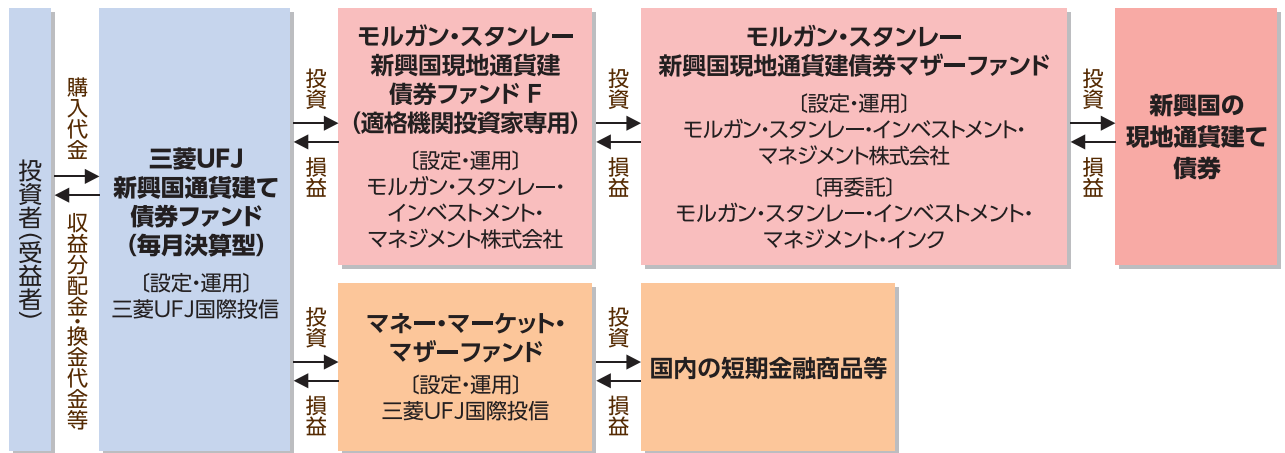 投資者（受益者）
購入代金
収益分配金・換金代金等
三菱UFJ
新興国通貨建て
債券ファンド
（毎月決算型）
〔設定・運用〕
三菱UFJ国際投信
投資
損益
モルガン・スタンレー
新興国現地通貨建
債券ファンド F
（適格機関投資家専用）
〔設定・運用〕
モルガン・スタンレー・
インベストメント・
マネジメント株式会社
投資
損益
モルガン・スタンレー
新興国現地通貨建債券マザーファンド
〔設定・運用〕
モルガン・スタンレー・インベストメント・
マネジメント株式会社
〔再委託〕
モルガン・スタンレー・インベストメント・
マネジメント・インク
投資
損益
新興国の
現地通貨建て
債券
投資
損益
マネー・マーケット・
マザーファンド
〔設定・運用〕
三菱UFJ国際投信
投資
損益
国内の短期金融商品等